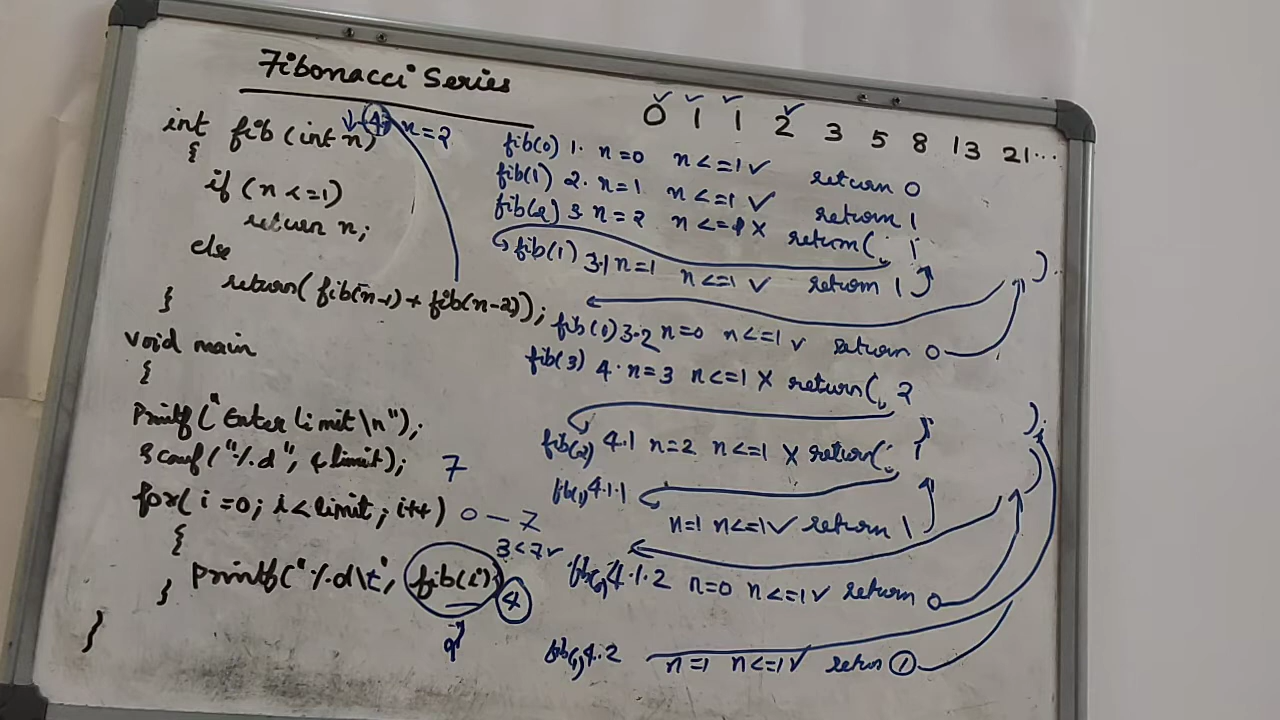 Fibonacci Series
int fib(int n) 4 n=2
{
if (n<=1)
return n;
else
return(fib(n-1)+fib(n-2));
}
void main
{
Printf("Enter limit\n");
Scanf("%d", &limit); 7
for(i=0; i<limit; i++) 0-7
{ 3<7✓
printf("%d\t", fib(i); 4
}
}
0 1 1 2 3 5 8 13 21...
fib(0) 1. n=0 n<=1✓ return 0
fib(1) 2. n=1 n<=1✓ return 1
fib(2) 3. n=2 n<=1× return( 1
fib(1) 3.1 n=1 n<=1✓ return 1 )
fib(0) 3.2 n=0 n<=1✓ return 0
fib(3) 4. n=3 n<=1× return( 2
)
fib(2) 4.1 n=2 n<=1× return( 1
)
4.1.1
n=1 n<=1✓ return 1
4.1.2 n=0 n<=1✓ return 0
4.2 n=1 n<=1✓ return 1